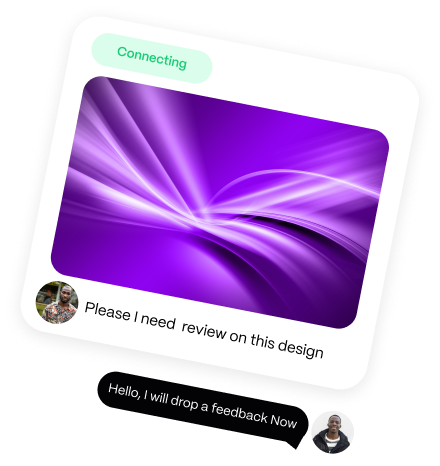 Connecting
Please I need review on this design
Hello, I will drop a feedback Now